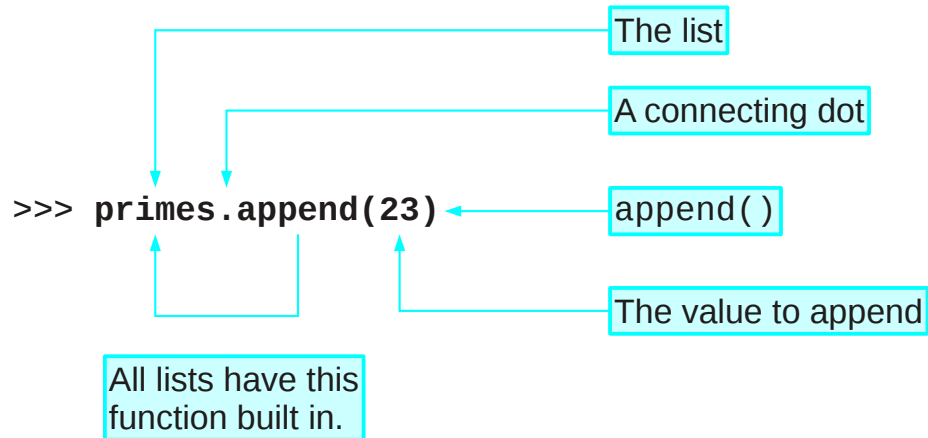 The list
A connecting dot
>>> primes.append(23)
append()
The value to append
All lists have this
function built in.